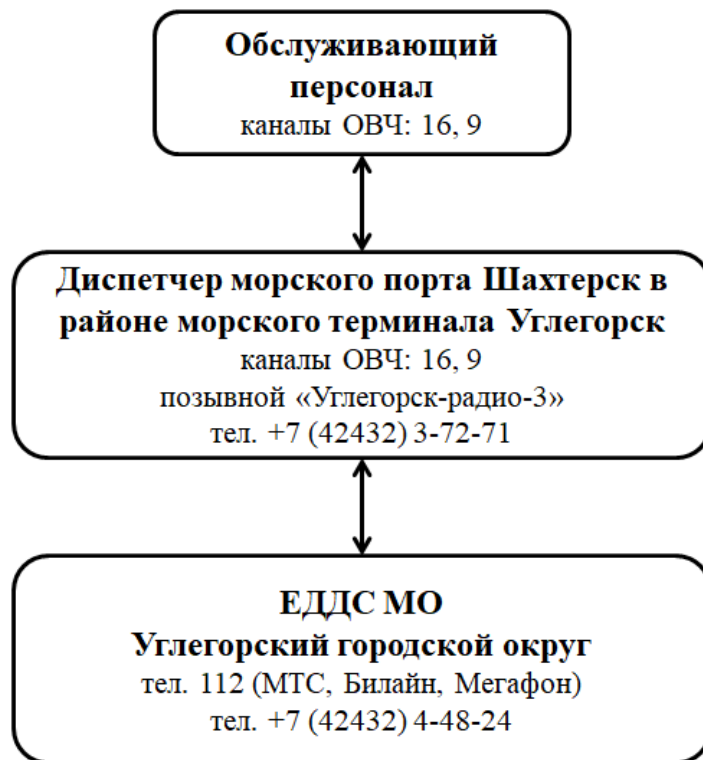 Обслуживающий
персонал
каналы ОВЧ: 16, 9
Диспетчер морского порта Шахтерск в
районе морского терминала Углегорск
каналы ОВЧ: 16, 9
позывной «Углегорск-радио-3»
тел. +7 (42432) 3-72-71
ЕДДС МО
Углегорский городской округ
тел. 112 (МТС, Билайн, Мегафон)
тел. +7 (42432) 4-48-24